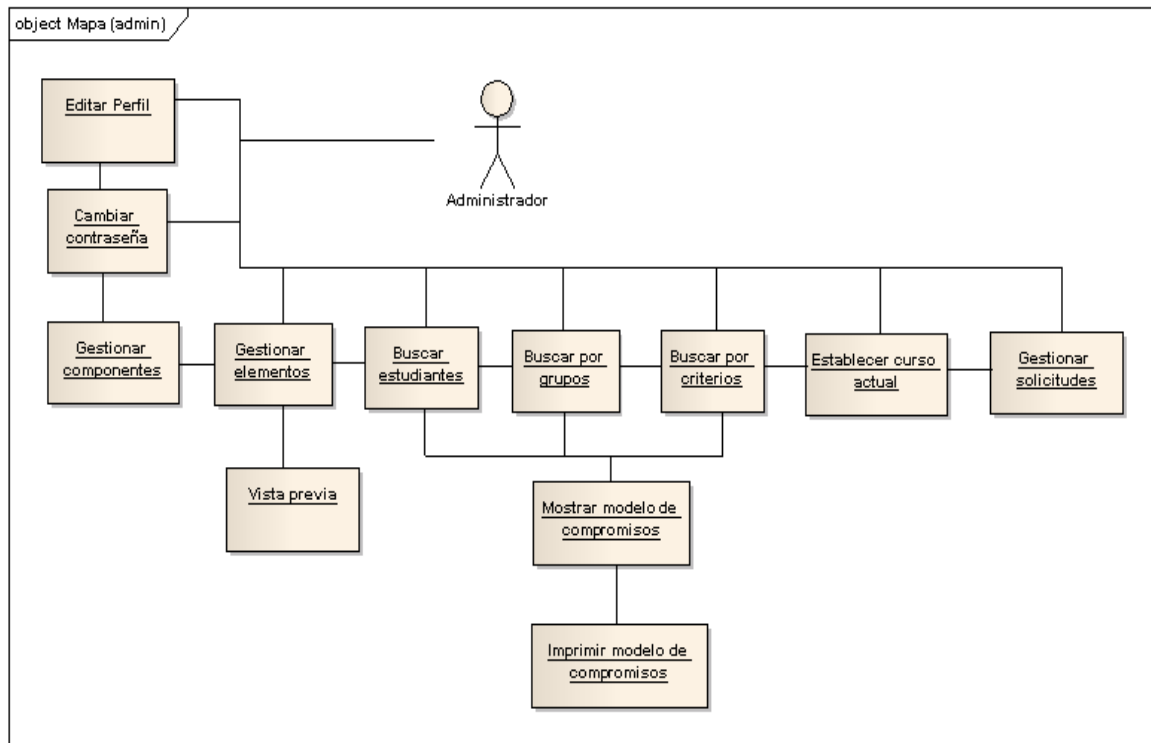 object Mapa (admin)
Editar Perfil
Administrador
Cambiar
contraseña
Gestionar
componentes
Gestionar
elementos
Buscar
estudiantes
Buscar por
grupos
Buscar por
criterios
Establecer curso
actual
Gestionar
solicitudes
Vista previa
Mostrar modelo de
compromisos
Imprimir modelo de
compromisos